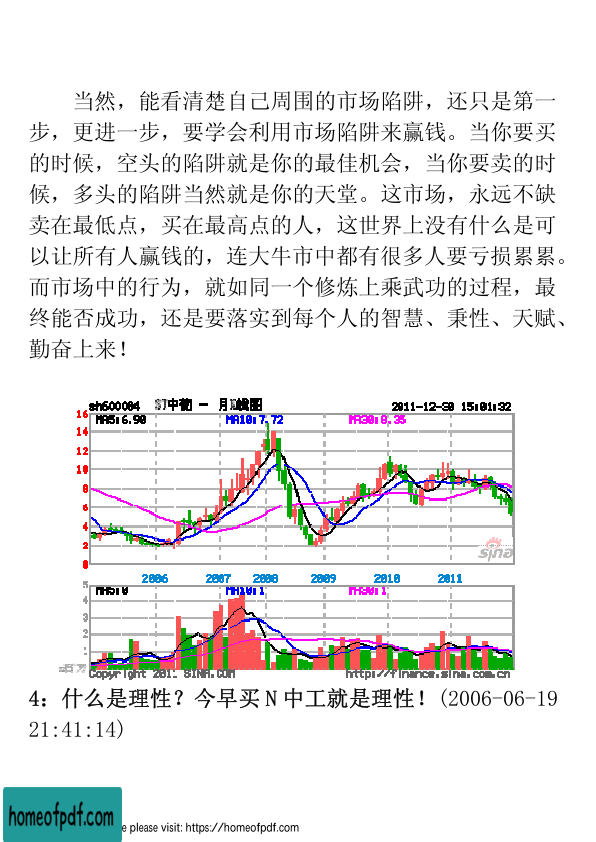 当然，能看清楚自己周围的市场陷阱，还只是第一
步，更进一步，要学会利用市场陷阱来赢钱。当你要买
的时候，空头的陷阱就是你的最佳机会，当你要卖的时
候，多头的陷阱当然就是你的天堂。这市场，永远不缺
卖在最低点，买在最高点的人，这世界上没有什么是可
以让所有人赢钱的，连大牛市中都有很多人要亏损累累。
而市场中的行为，就如同一个修炼上乘武功的过程，最
终能否成功，还是要落实到每个人的智慧、秉性、天赋、
勤奋上来！
sh600084 ST中葡 - 月K线图 2011-12-30 15:01:32
MA5:6.90 MA10:7.72 MA30:8.35
16
14
12
10
8
6
4
2
0
sina
2006 2007 2008 2009 2010 2011
MA5:0 MA10:1 MA30:1
5
4
3
2
1
Copyright 2011 SINA.COM http://finance.sina.com.cn
4：什么是理性？今早买 N 中工就是理性！(2006-06-19
21:41:14)
homeofpdf.com
e please visit: https://homeofpdf.com